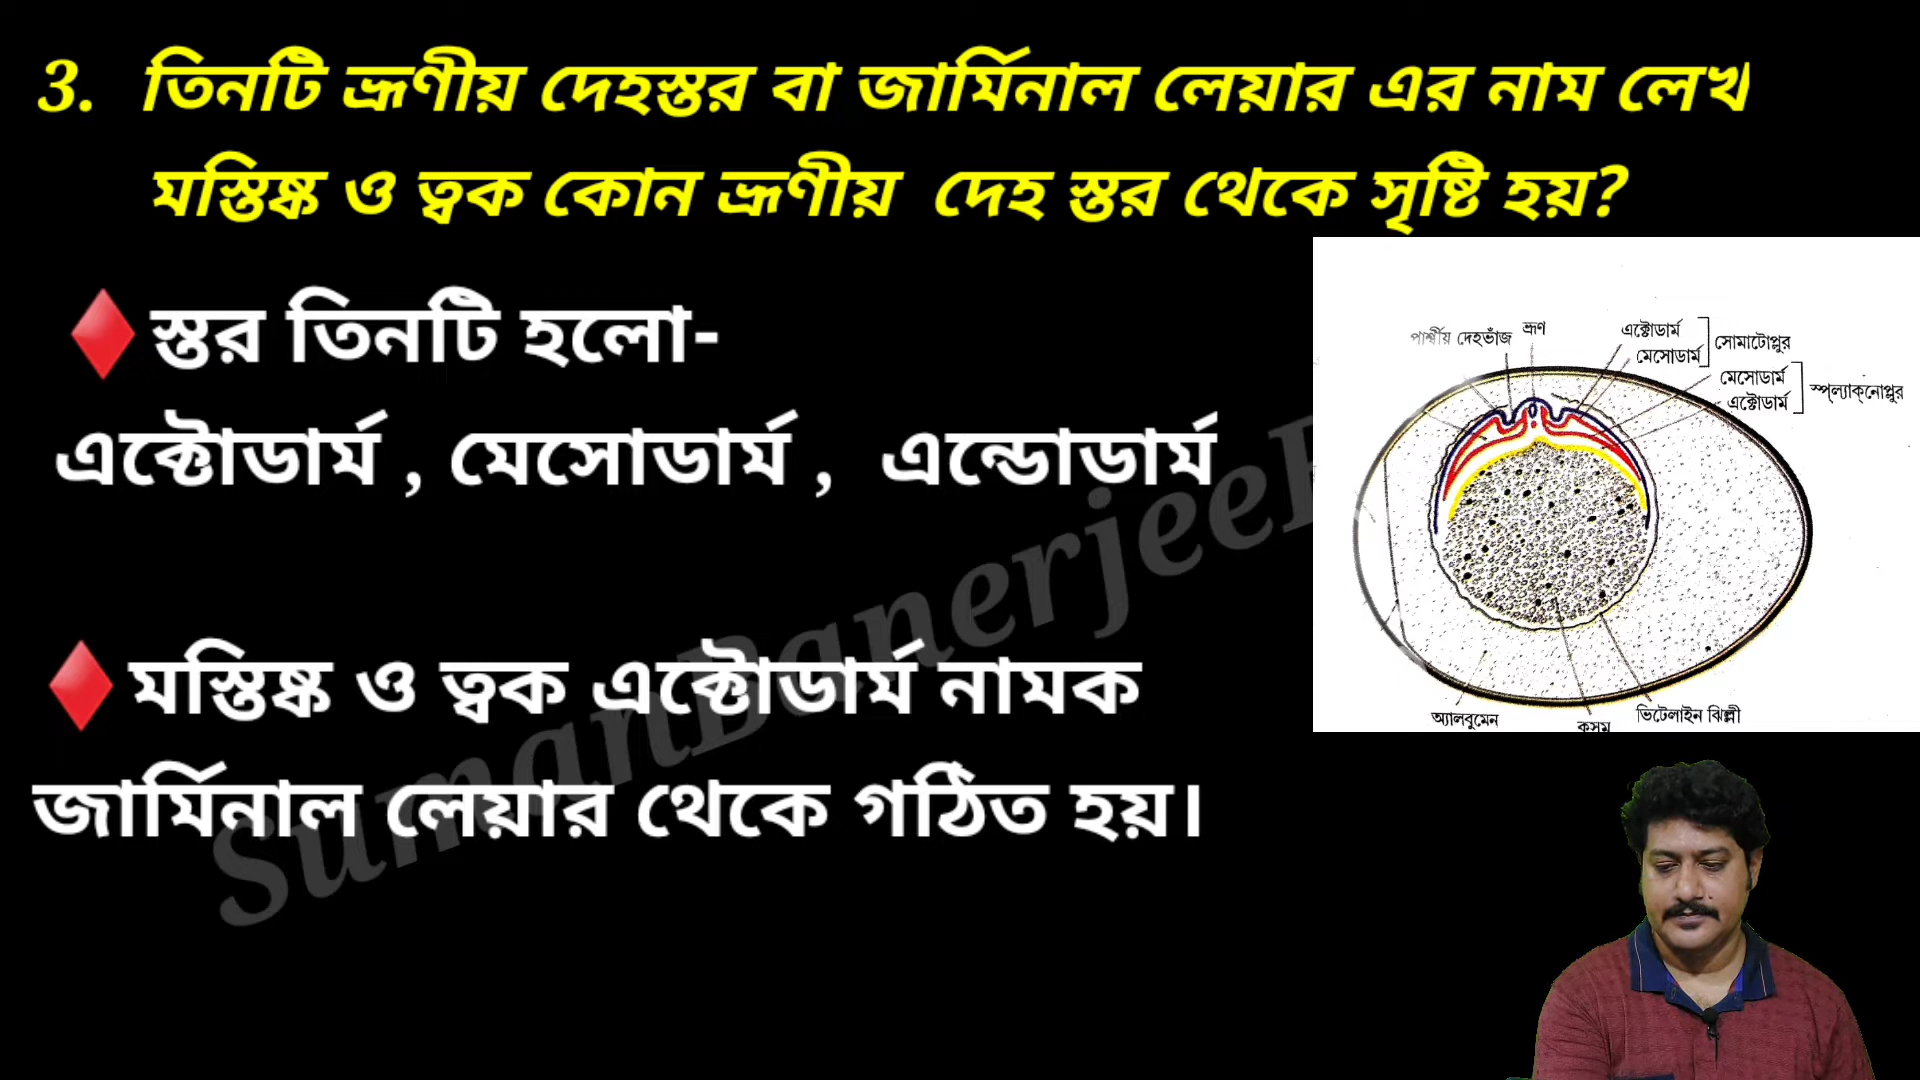 3. তিনটি ভ্রূণীয় দেহস্তর বা জার্মিনাল লেয়ার এর নাম লেখ
মস্তিষ্ক ও ত্বক কোন ভ্রূণীয় দেহ স্তর থেকে সৃষ্টি হয়?
স্তর তিনটি হলো-
এক্টোডার্ম , মেসোডার্ম , এন্ডোডার্ম
মস্তিষ্ক ও ত্বক এক্টোডার্ম নামক
জার্মিনাল লেয়ার থেকে গঠিত হয়।
পার্শ্বীয় দেহভাঁজ
ভ্রূণ
এক্টোডার্ম
মেসোডার্ম
সোমাটোপ্লুর
মেসোডার্ম
এক্টোডার্ম
স্প্ল্যাক্‌নোপ্লুর
অ্যালবুমেন
কুসুম
ভিটেলাইন ঝিল্লী
SumanBanerjee